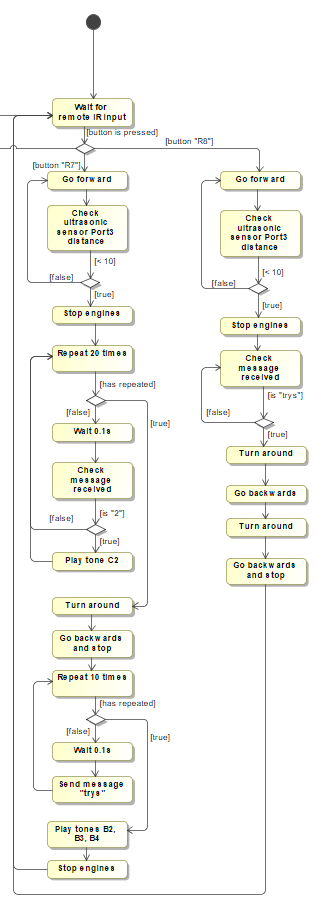 Wait for
remote IR input
[button is pressed]
[button "R7"]
[button "R8"]
Go forward
Check
ultrasonic
sensor Port3
distance
[< 10]
[false]
[true]
Stop engines
Repeat 20 times
[has repeated]
[false]
[true]
Wait 0.1s
Check
message
received
[is "2"]
[false]
[true]
Play tone C2
Turn around
Go backwards
and stop
Repeat 10 times
[has repeated]
[false]
[true]
Wait 0.1s
Send message
"trys"
Play tones B2,
B3, B4
Stop engines
Go forward
Check
ultrasonic
sensor Port3
distance
[< 10]
[false]
[true]
Stop engines
Check
message
received
[is "trys"]
[false]
[true]
Turn around
Go backwards
Turn around
Go backwards
and stop